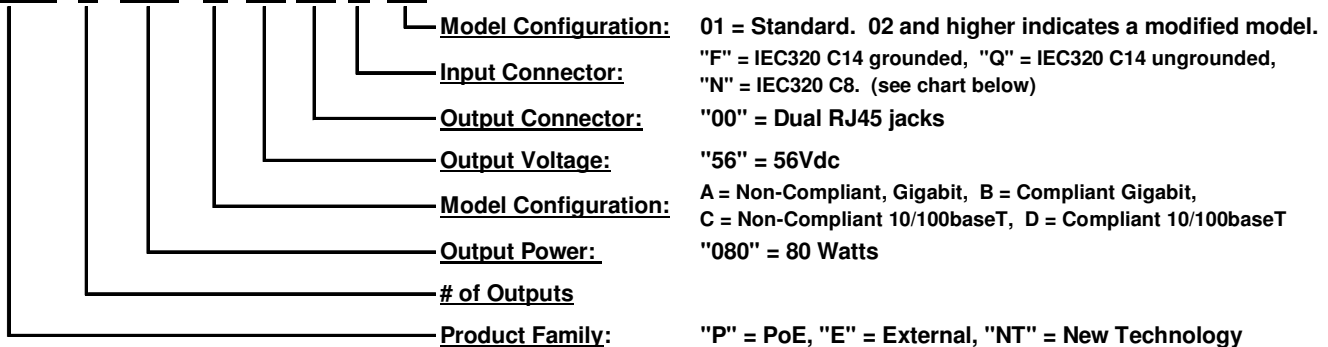 Model Configuration: 01 = Standard. 02 and higher indicates a modified model.
Input Connector: "F" = IEC320 C14 grounded, "Q" = IEC320 C14 ungrounded,
"N" = IEC320 C8. (see chart below)
Output Connector: "00" = Dual RJ45 jacks
Output Voltage: "56" = 56Vdc
Model Configuration: A = Non-Compliant, Gigabit, B = Compliant Gigabit,
C = Non-Compliant 10/100baseT, D = Compliant 10/100baseT
Output Power: "080" = 80 Watts
# of Outputs
Product Family: "P" = PoE, "E" = External, "NT" = New Technology